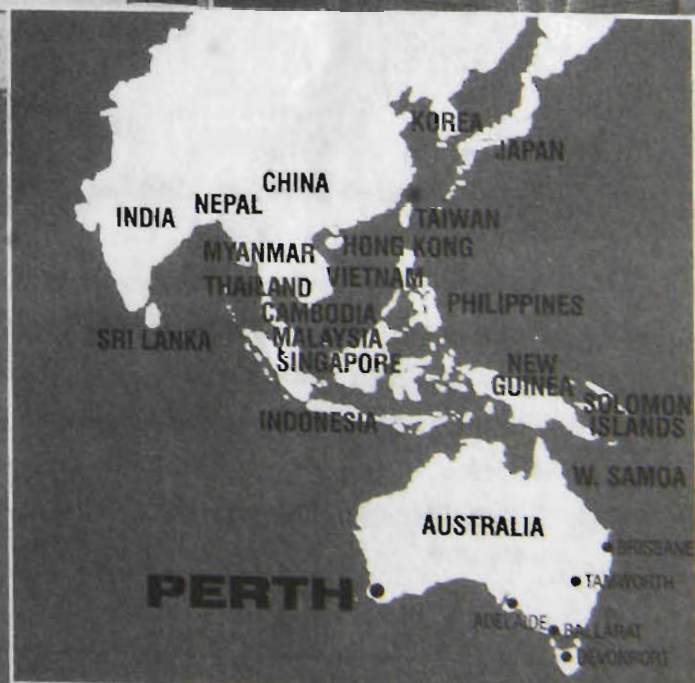 KOREA
JAPAN
CHINA
NEPAL
INDIA
TAIWAN
MYANMAR
HONG KONG
THAILAND
VIETNAM
CAMBODIA
PHILIPPINES
SRI LANKA
MALAYSIA
SINGAPORE
NEW
GUINEA
SOLOMON
ISLANDS
INDONESIA
W. SAMOA
AUSTRALIA
BRISBANE
TAMWORTH
PERTH
ADELAIDE
BALLARAT
DEVONPORT